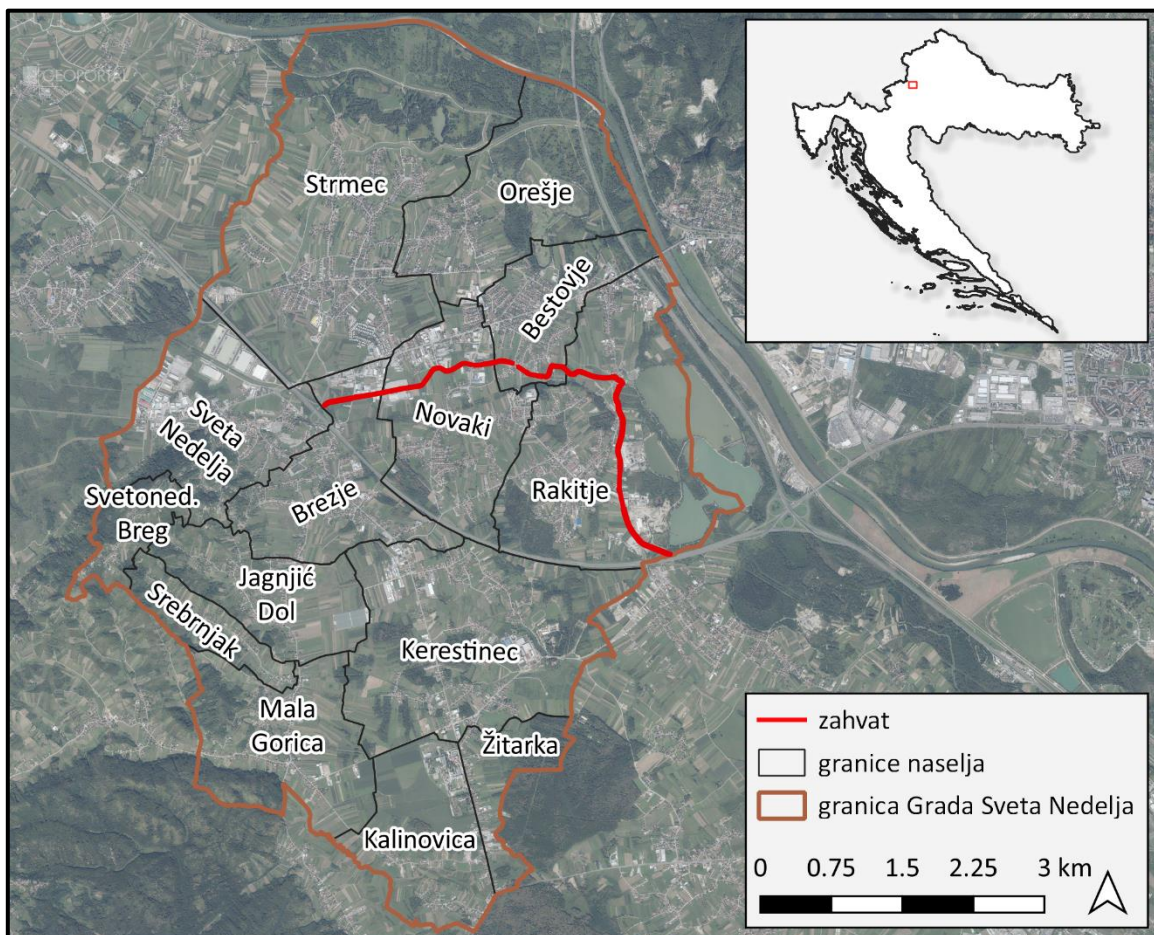 GEOPORTAL
Strmec
Orešje
Bestovje
Sveta
Nedelja
Novaki
Svetoned.
Breg
Brezje
Rakitje
Jagnjić
Dol
Srebrnjak
Kerestinec
Mala
Gorica
Žitarka
Kalinovica
zahvat
granice naselja
granica Grada Sveta Nedelja
0 0.75 1.5 2.25 3 km